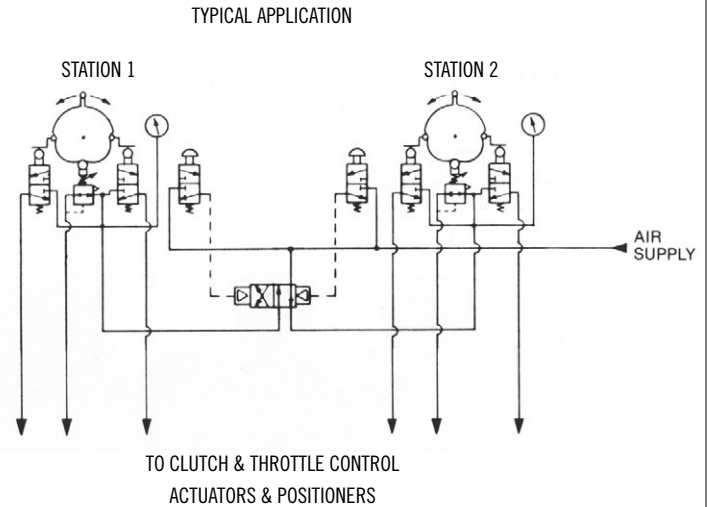 TYPICAL APPLICATION
STATION 1
STATION 2
AIR
SUPPLY
TO CLUTCH & THROTTLE CONTROL
ACTUATORS & POSITIONERS